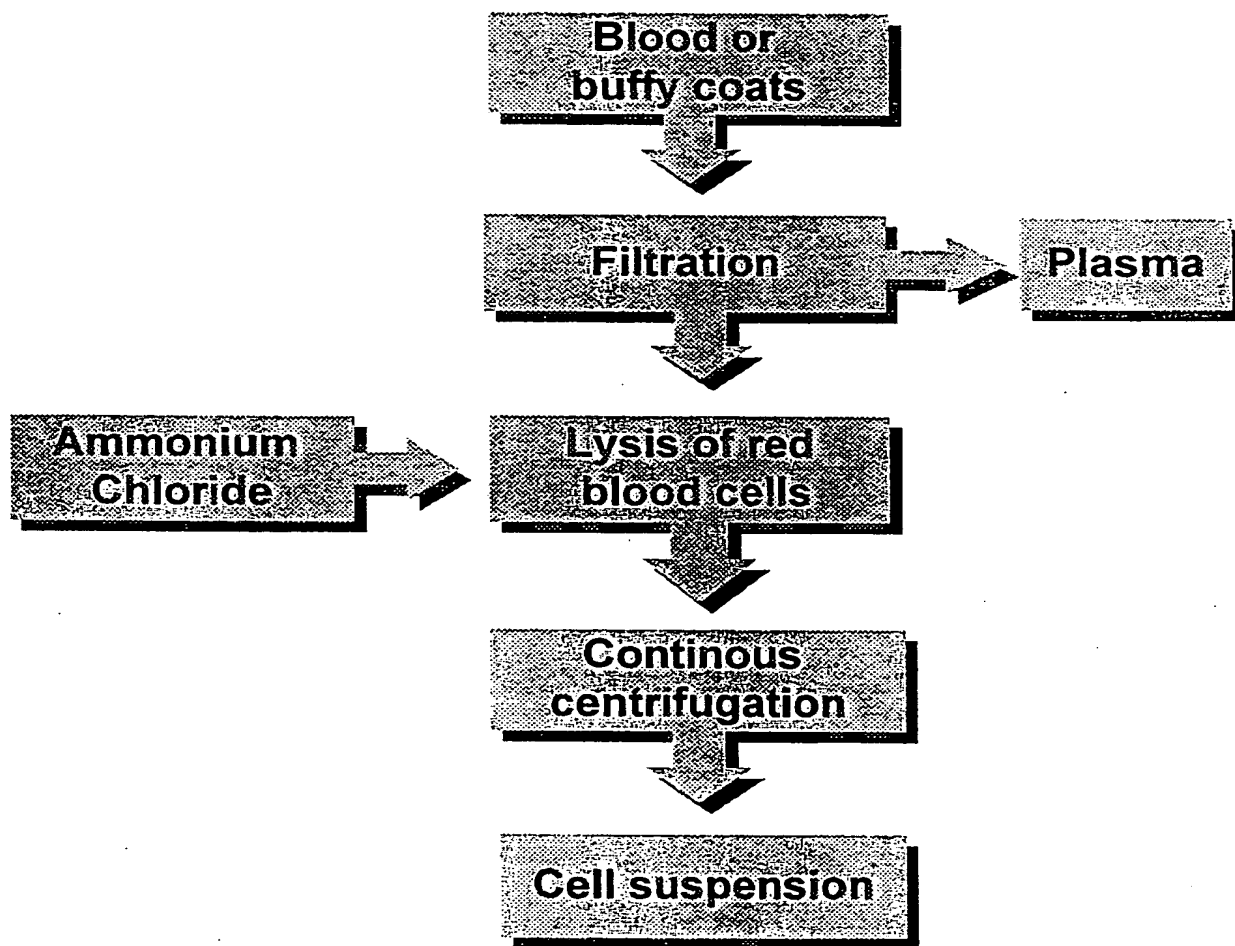 Blood or
buffy coats
Filtration
Plasma
Ammonium
Chloride
Lysis of red
blood cells
Continous
centrifugation
Cell suspension